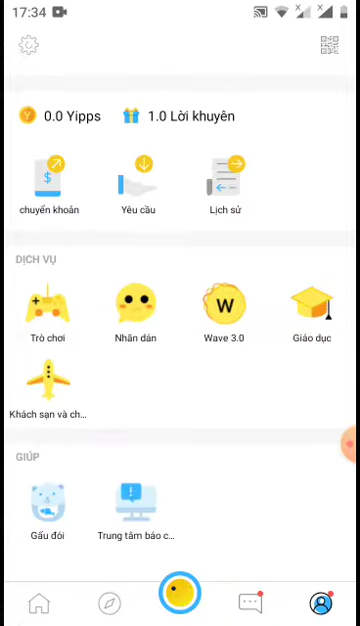 17:34
0.0 Yipps 1.0 Lời khuyên
chuyển khoản Yêu cầu Lịch sử
DỊCH VỤ
W
Trò chơi Nhãn dán Wave 3.0 Giáo dục
Khách sạn và ch...
GIÚP
Gấu đói Trung tâm báo c...